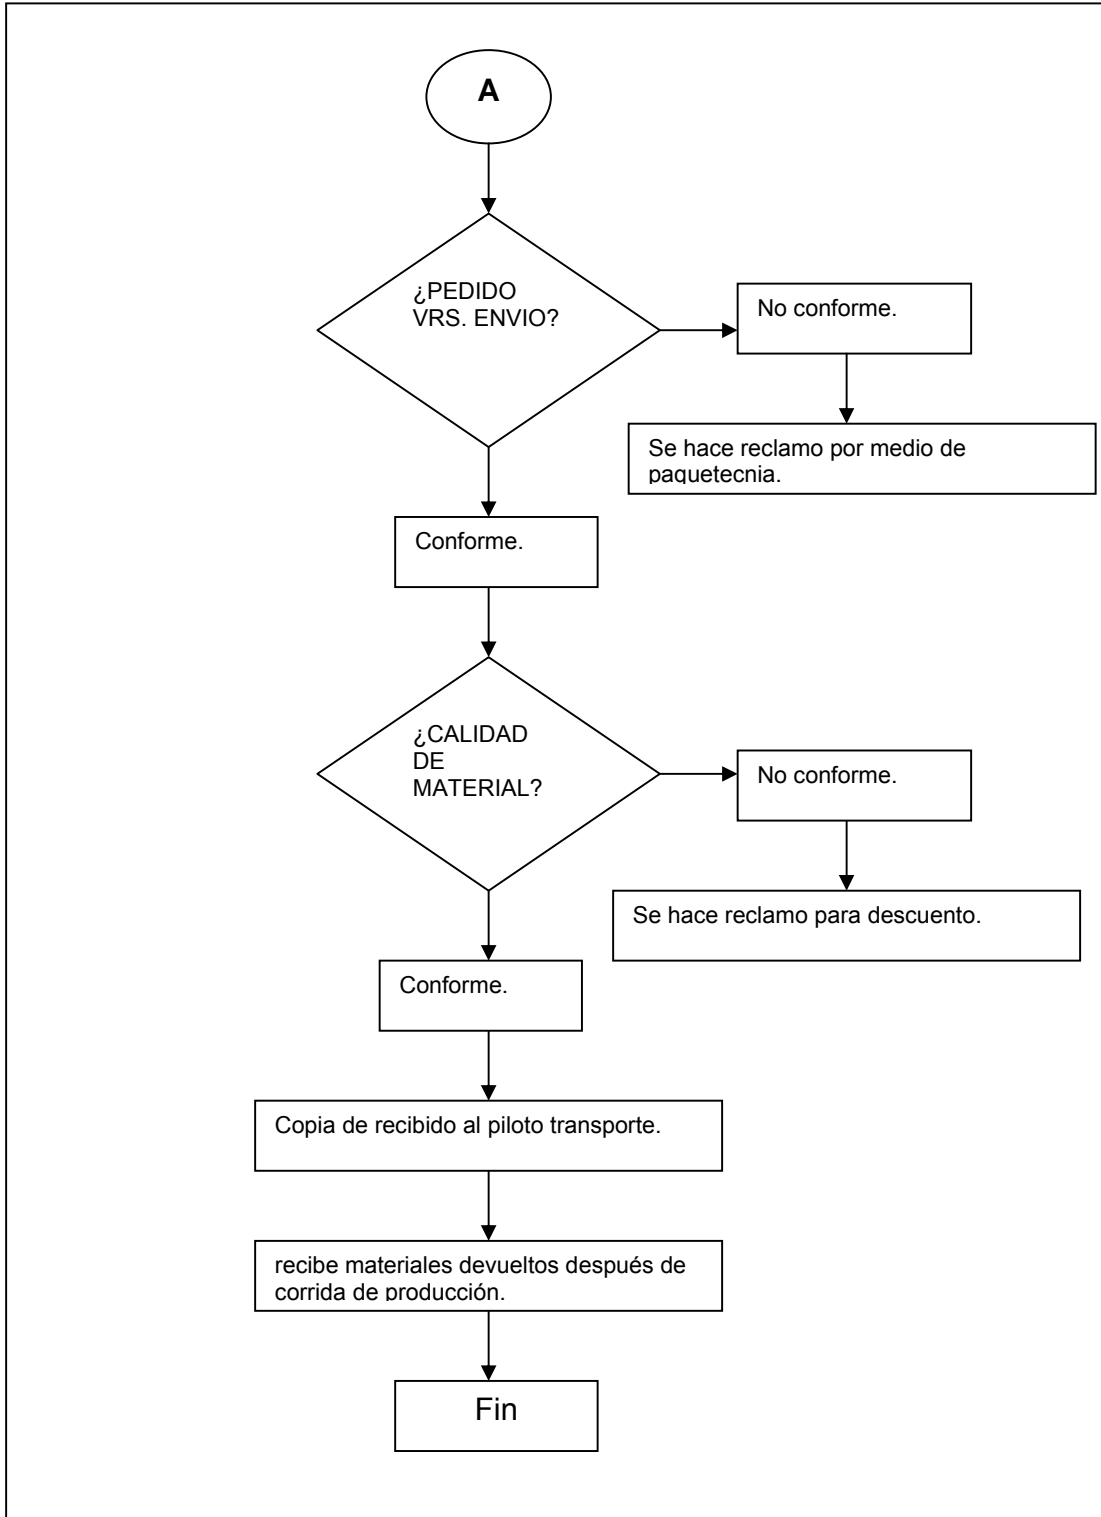 A
¿PEDIDO
VRS. ENVIO?
No conforme.
Se hace reclamo por medio de
paquetecnia.
Conforme.
¿CALIDAD
DE
MATERIAL?
No conforme.
Se hace reclamo para descuento.
Conforme.
Copia de recibido al piloto transporte.
recibe materiales devueltos después de
corrida de producción.
Fin